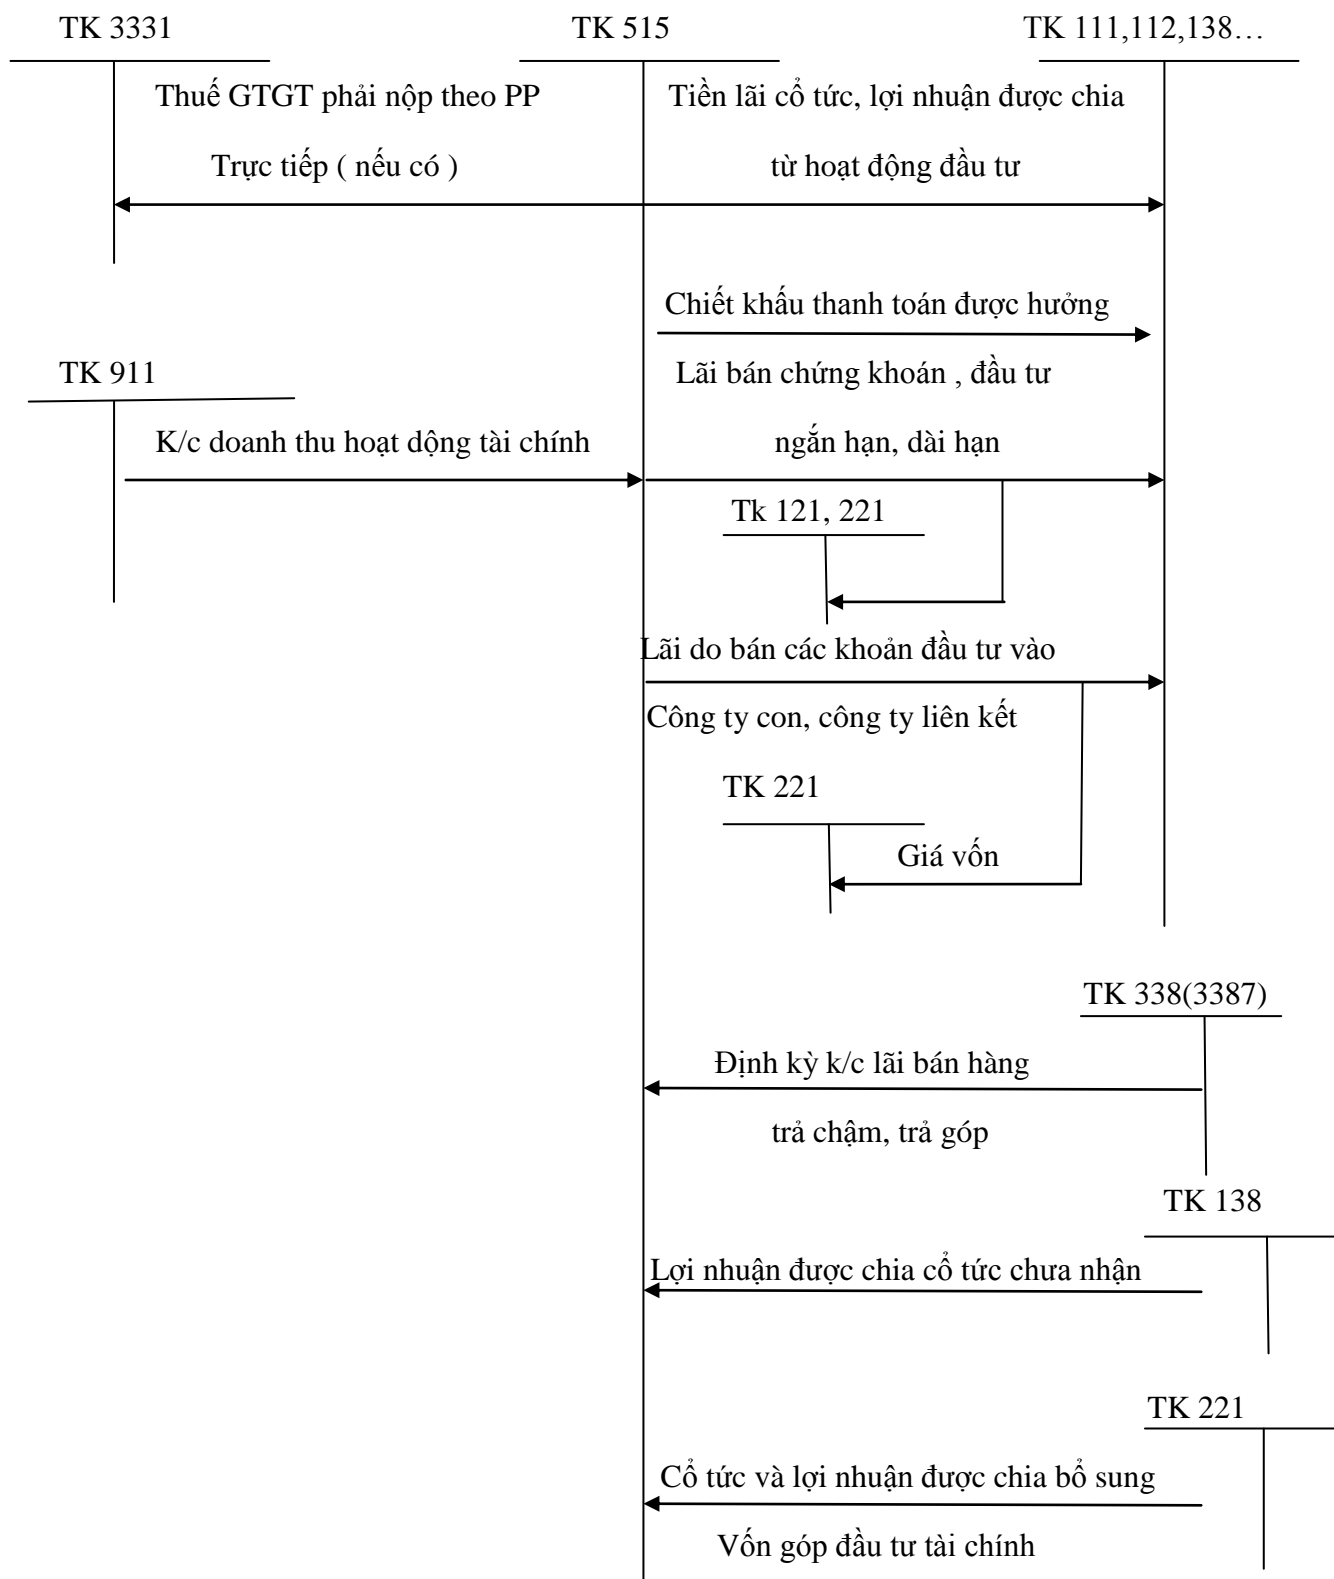 TK 3331
TK 515
TK 111,112,138…
Thuế GTGT phải nộp theo PP
Tiền lãi cổ tức, lợi nhuận được chia
Trực tiếp ( nếu có )
từ hoạt động đầu tư
Chiết khấu thanh toán được hưởng
TK 911
Lãi bán chứng khoán , đầu tư
K/c doanh thu hoạt dộng tài chính
ngắn hạn, dài hạn
Tk 121, 221
Lãi do bán các khoản đầu tư vào
Công ty con, công ty liên kết
TK 221
Giá vốn
TK 338(3387)
Định kỳ k/c lãi bán hàng
trả chậm, trả góp
TK 138
Lợi nhuận được chia cổ tức chưa nhận
TK 221
Cổ tức và lợi nhuận được chia bổ sung
Vốn góp đầu tư tài chính